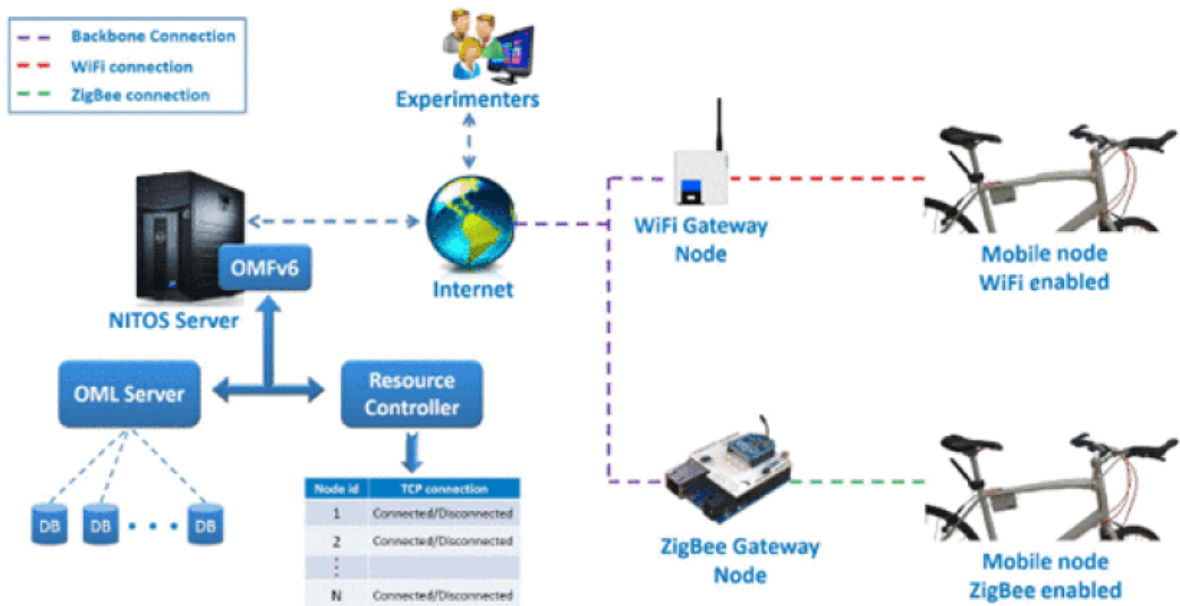 Backbone Connection
WiFi connection
ZigBee connection
Experimenters
OMFv6
NITOS Server
Internet
WiFi Gateway
Node
Mobile node
WiFi enabled
OML Server
Resource
Controller
DB
DB
DB
Node id TCP connection
1 Connected/Disconnected
2 Connected/Disconnected
N Connected/Disconnected
ZigBee Gateway
Node
Mobile node
ZigBee enabled